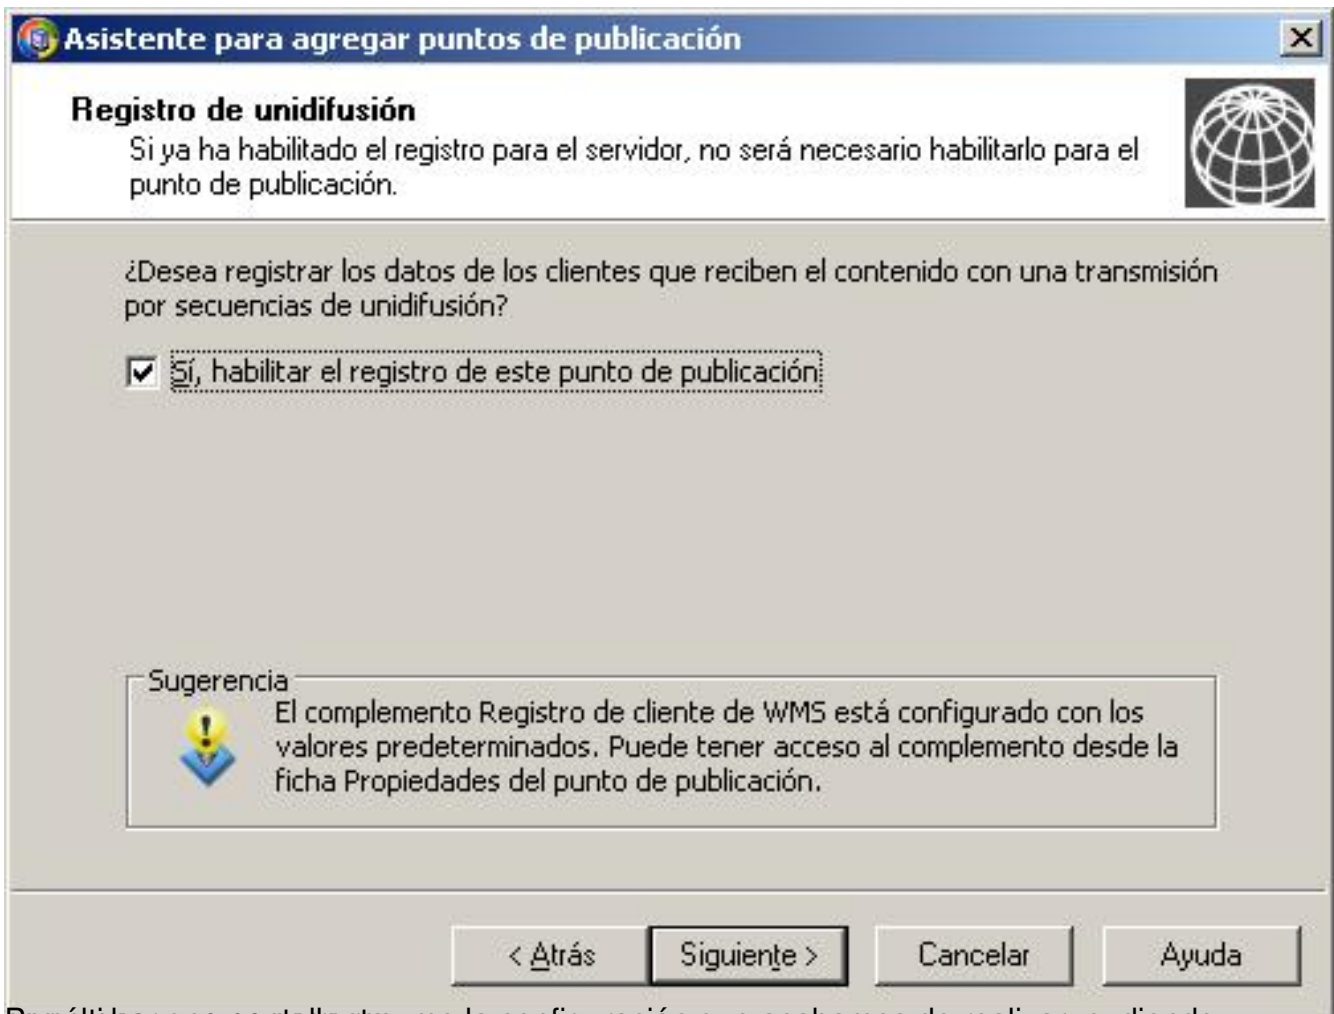 Asistente para agregar puntos de publicación
Registro de unidifusión
Si ya ha habilitado el registro para el servidor, no será necesario habilitarlo para el
punto de publicación.
¿Desea registrar los datos de los clientes que reciben el contenido con una transmisión
por secuencias de unidifusión?
Sí, habilitar el registro de este punto de publicación
Sugerencia
El complemento Registro de cliente de WMS está configurado con los
valores predeterminados. Puede tener acceso al complemento desde la
ficha Propiedades del punto de publicación.
< Atrás
Siguiente >
Cancelar
Ayuda